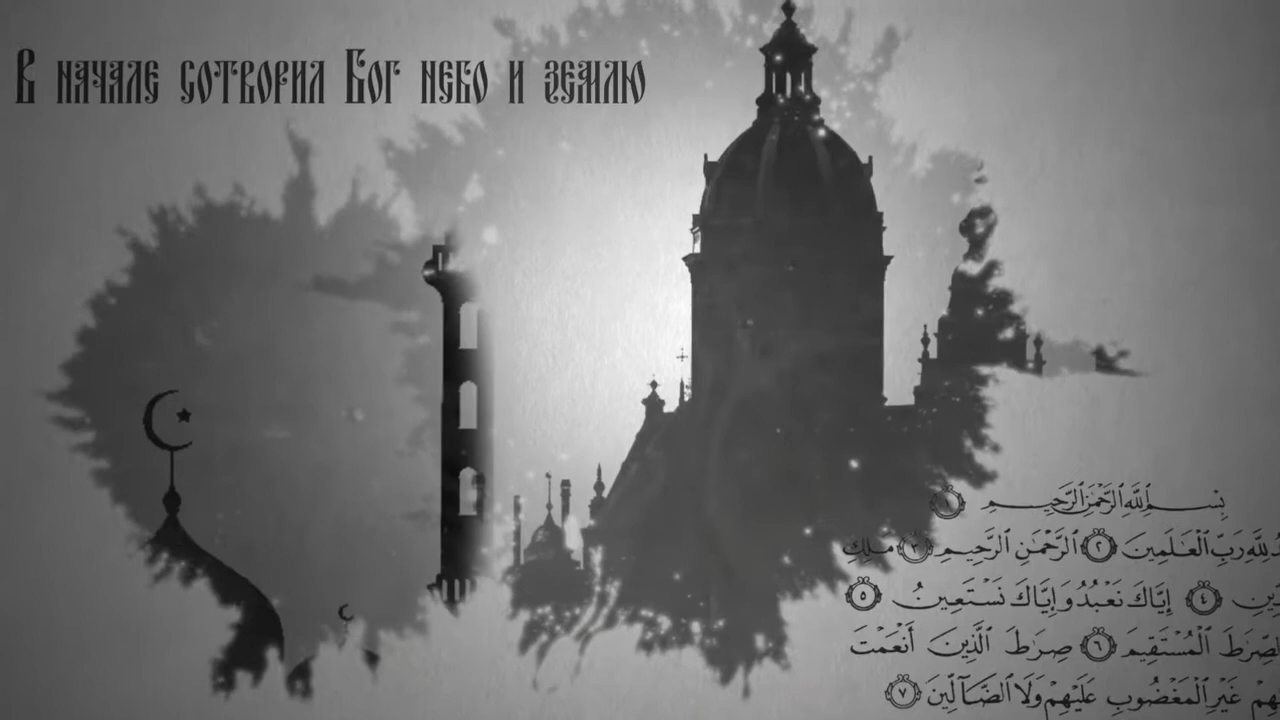 В начале сотворил Бог небо и землю
بِسْمِ ٱللَّهِ ٱلرَّحْمَٰنِ ٱلرَّحِيمِ ١
لِلَّهِ رَبِّ ٱلْعَٰلَمِينَ ٢ ٱلرَّحْمَٰنِ ٱلرَّحِيمِ ٣ مَٰلِكِ
٤ إِيَّاكَ نَعْبُدُ وَإِيَّاكَ نَسْتَعِينُ ٥
ٱلصِّرَٰطَ ٱلْمُسْتَقِيمَ ٦ صِرَٰطَ ٱلَّذِينَ أَنْعَمْتَ
غَيْرِ ٱلْمَغْضُوبِ عَلَيْهِمْ وَلَا ٱلضَّآلِّينَ ٧